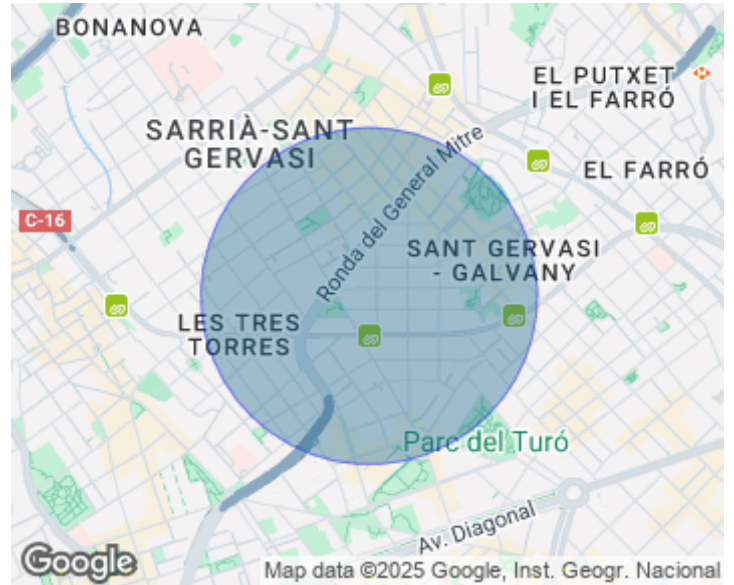 BONANOVA
EL PUTXET
I EL FARRÓ
SARRIÀ-SANT
GERVASI
Ronda del General Mitre
EL FARRÓ
C-16
SANT GERVASI
- GALVANY
LES TRES
TORRES
Parc del Turó
Av. Diagonal
Google
Map data ©2025 Google, Inst. Geogr. Nacional